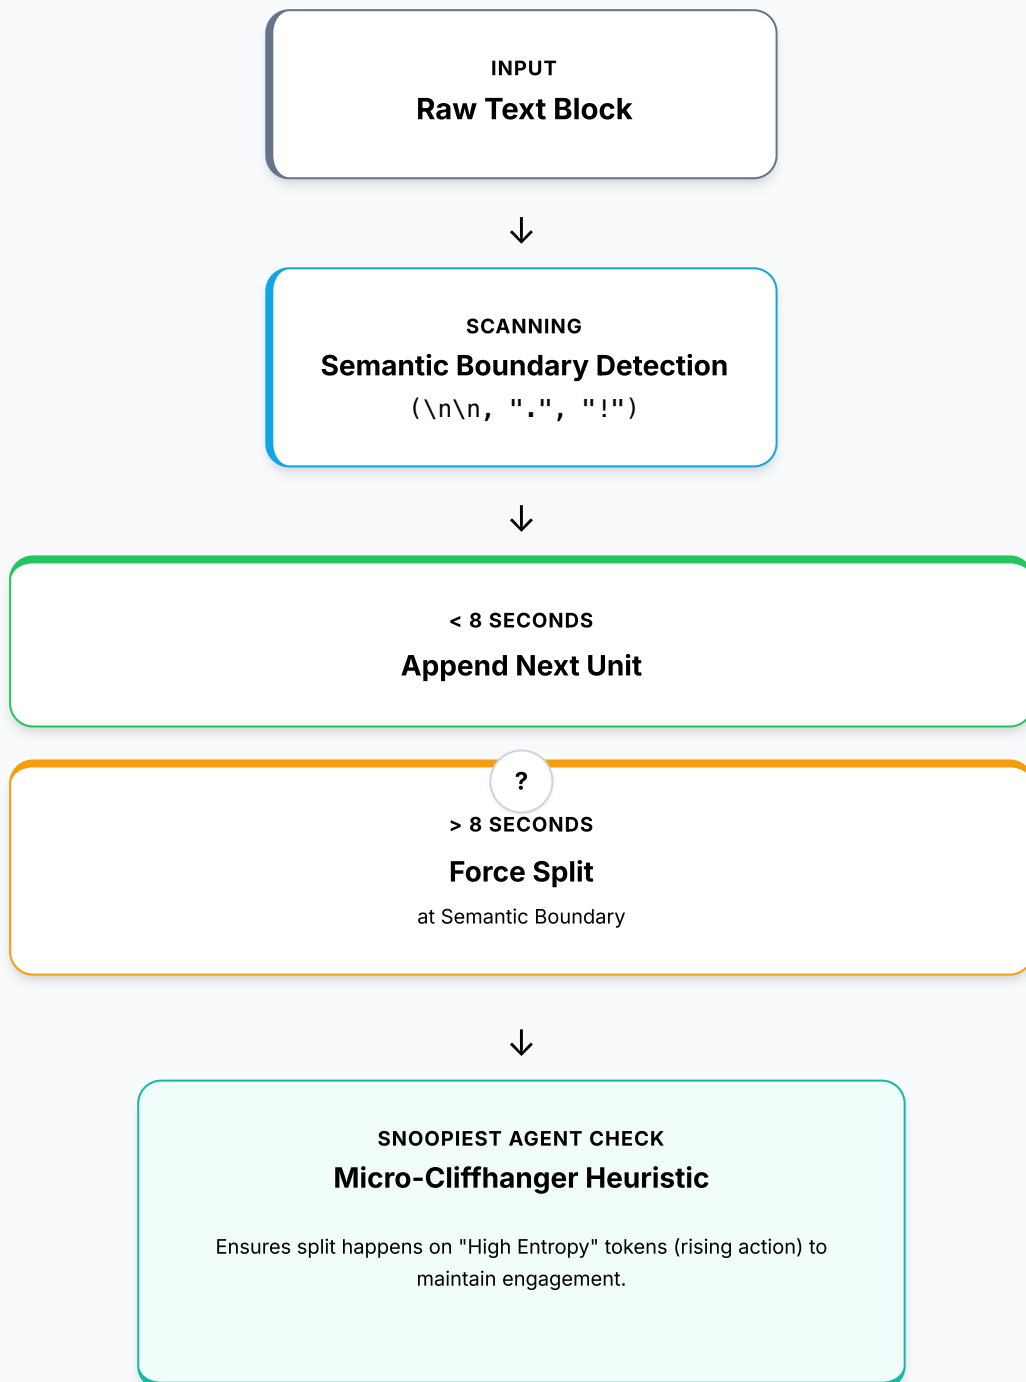 INPUT
Raw Text Block
↓
SCANNING
Semantic Boundary Detection
(\n\n, ".", "!")
↓
< 8 SECONDS
Append Next Unit
?
> 8 SECONDS
Force Split
at Semantic Boundary
↓
SNOOPIEST AGENT CHECK
Micro-Cliffhanger Heuristic
Ensures split happens on "High Entropy" tokens (rising action) to
maintain engagement.